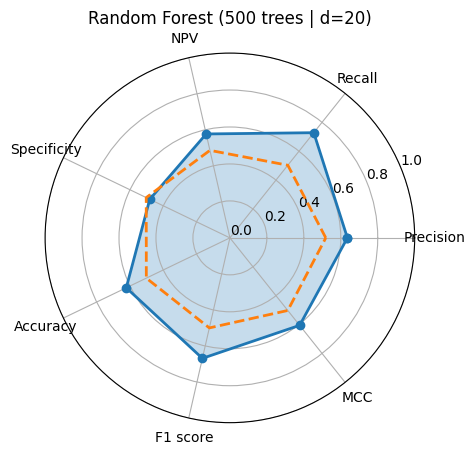 Random Forest (500 trees | d=20)
NPV
Recall
Specificity
1.0
0.8
0.6
0.4
0.2
0.0
Precision
Accuracy
MCC
F1 score